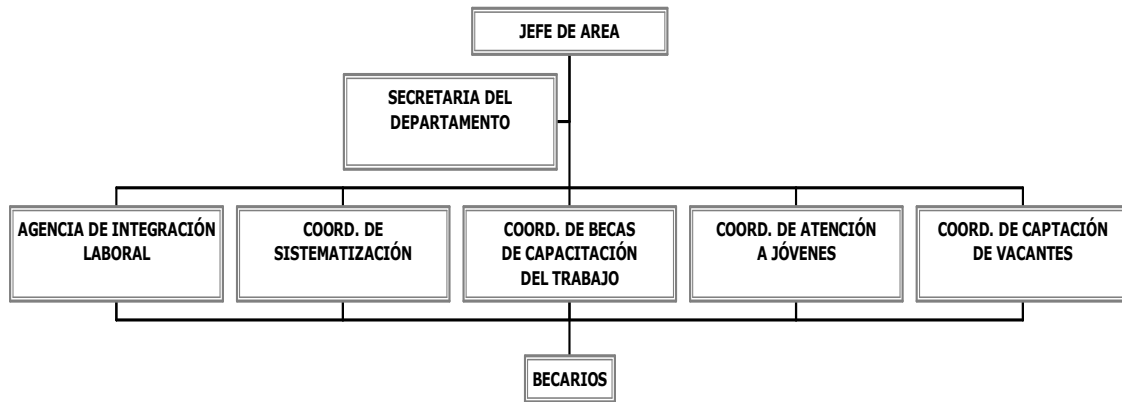 JEFE DE AREA
SECRETARIA DEL
DEPARTAMENTO
AGENCIA DE INTEGRACIÓN
LABORAL
COORD. DE
SISTEMATIZACIÓN
COORD. DE BECAS
DE CAPACITACIÓN
DEL TRABAJO
COORD. DE ATENCIÓN
A JÓVENES
COORD. DE CAPTACIÓN
DE VACANTES
BECARIOS